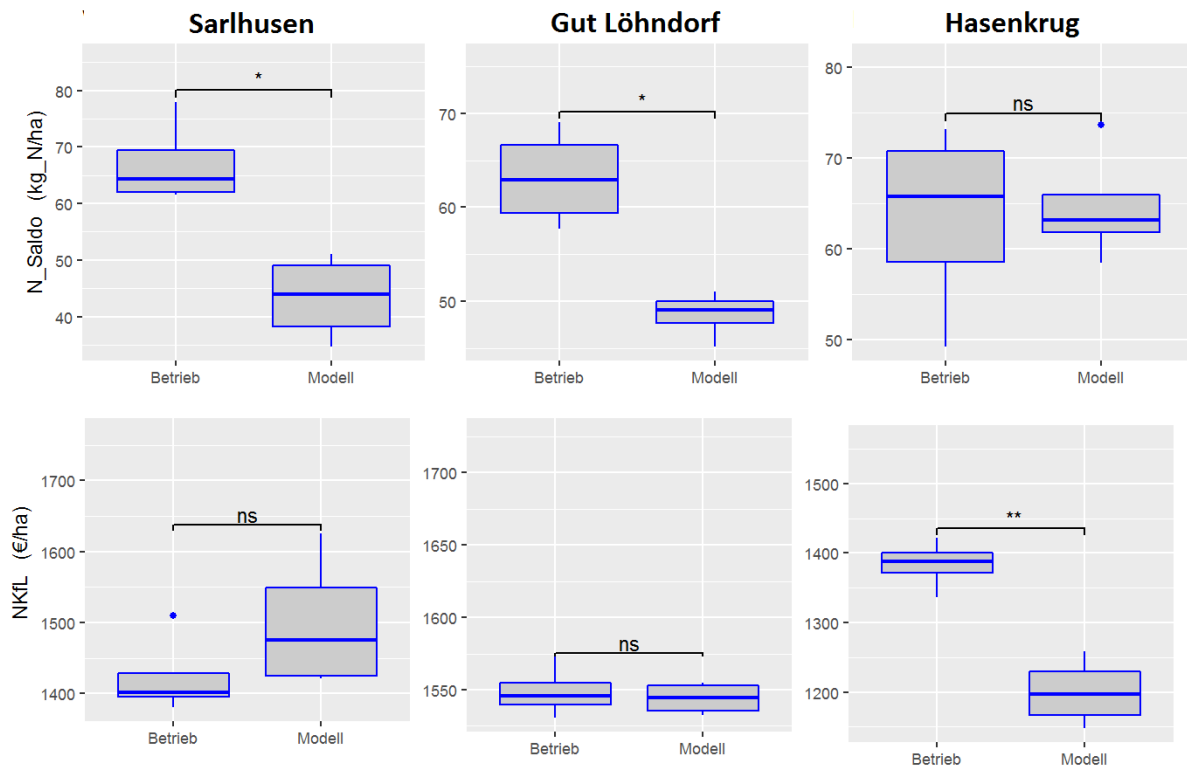 Sarlhusen Gut Löhndorf Hasenkrug
N_Saldo (kg_N/ha)
80
70
60
50
40
*
Betrieb Modell
70
60
50
*
Betrieb Modell
80
70
60
50
ns
Betrieb Modell
NKfL (€/ha)
1700
1600
1500
1400
ns
Betrieb Modell
1700
1650
1600
1550
ns
Betrieb Modell
1500
1400
1300
1200
**
Betrieb Modell